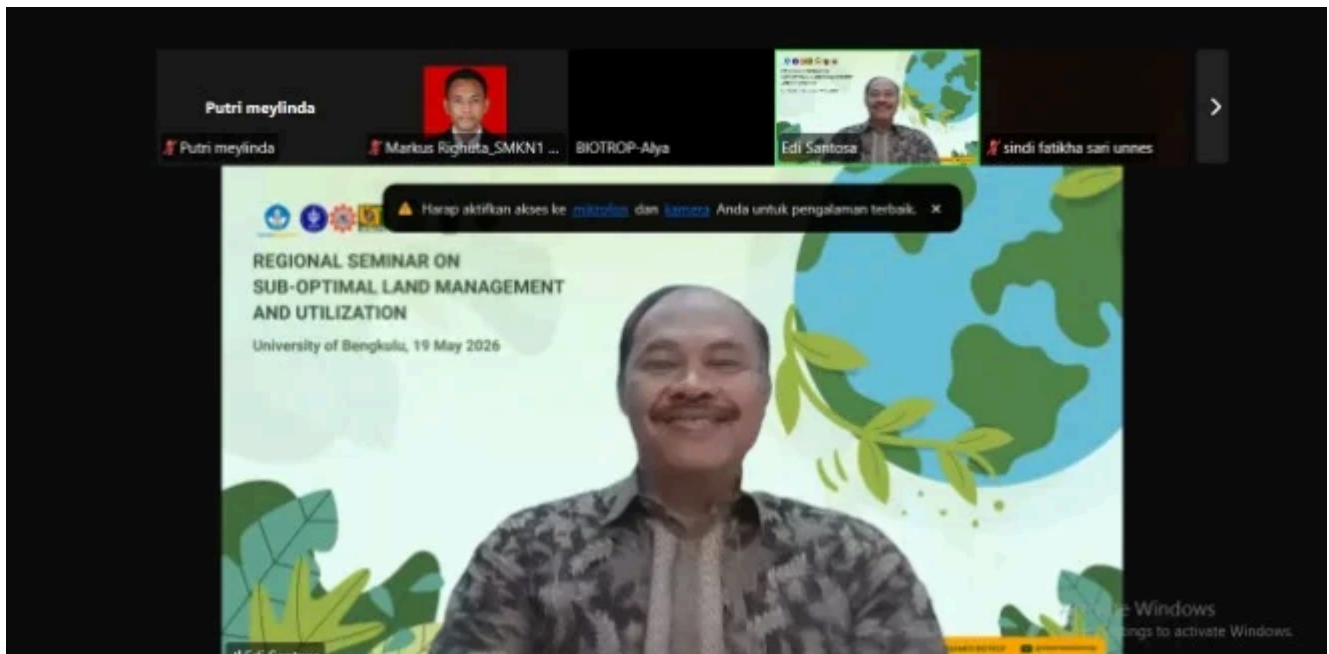 Putri meylinda
Putri meylinda
Markus Righuta_SMKN1 ...
BIOTROP-Alya
Edi Santosa
sindi fatikha sari unnes
Harap aktifkan akses ke mikrofon dan kamera Anda untuk pengalaman terbaik.
REGIONAL SEMINAR ON
SUB-OPTIMAL LAND MANAGEMENT
AND UTILIZATION
University of Bengkulu, 19 May 2026
Windows
to activate Windows.
Edi Santosa